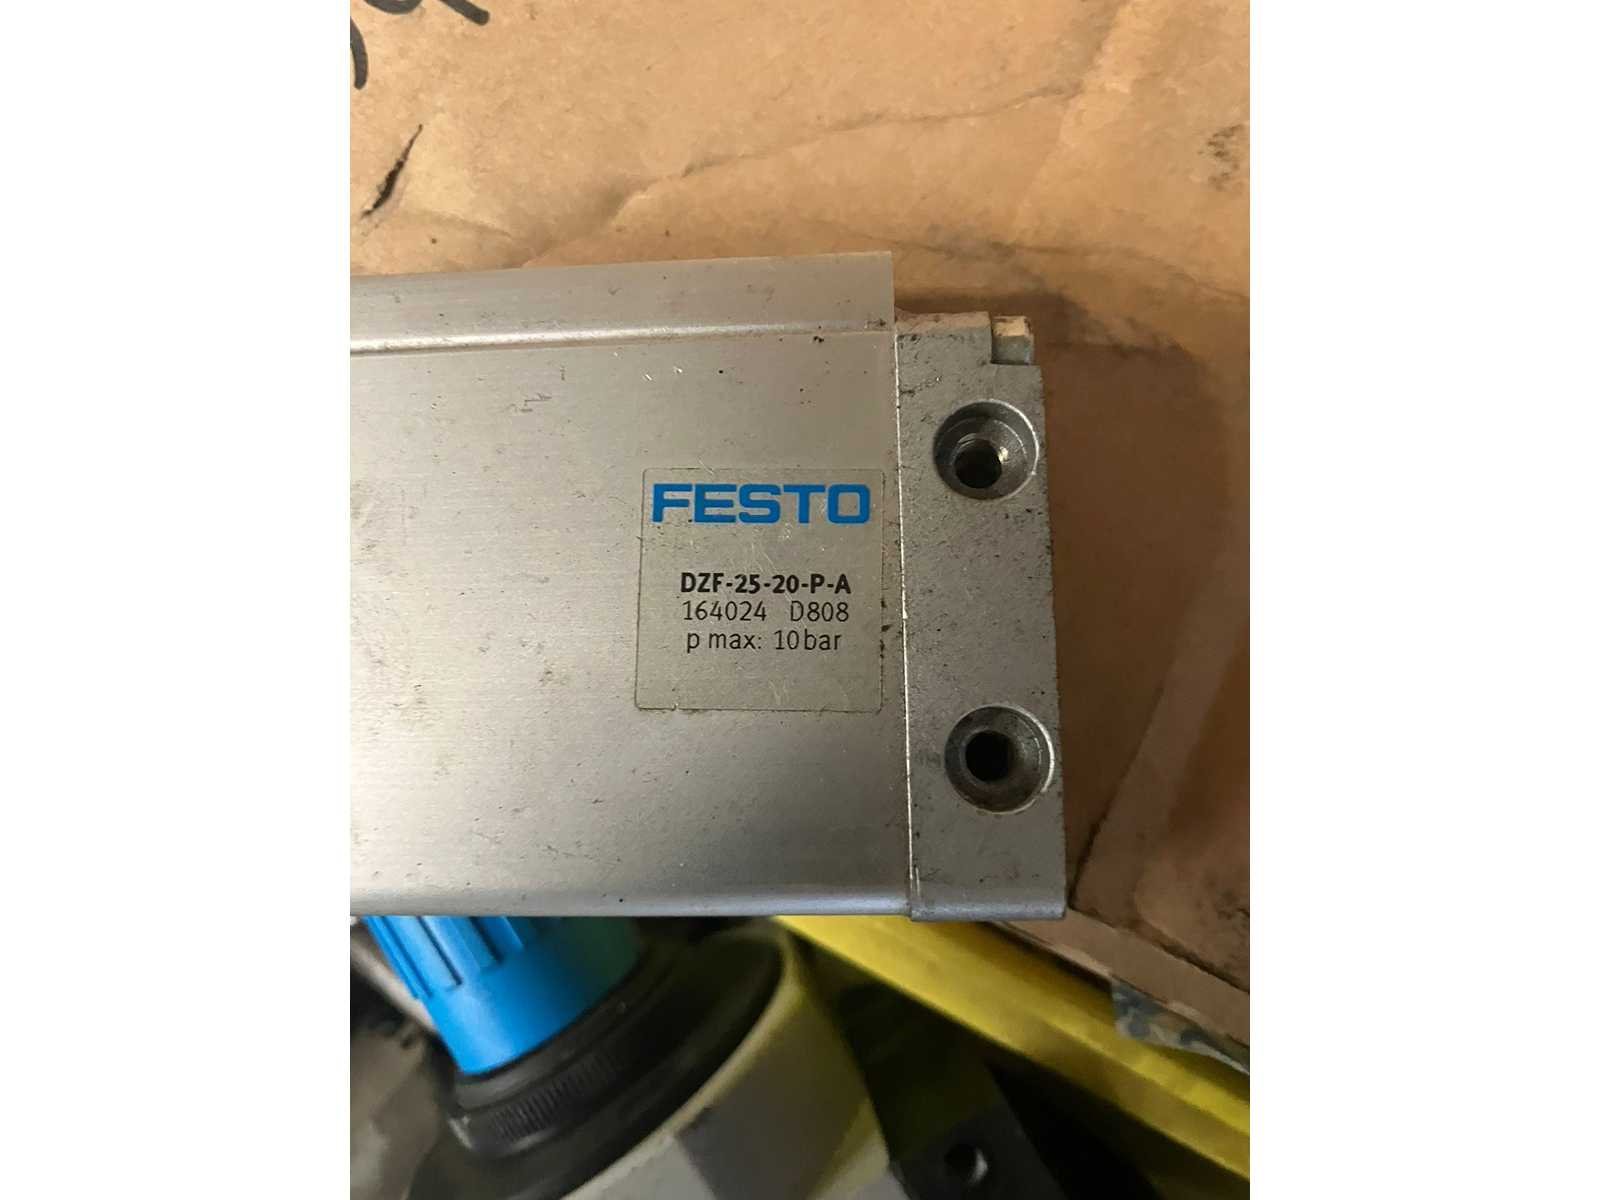 FESTO
DZF-25-20-P-A
164024 D808
p max: 10bar